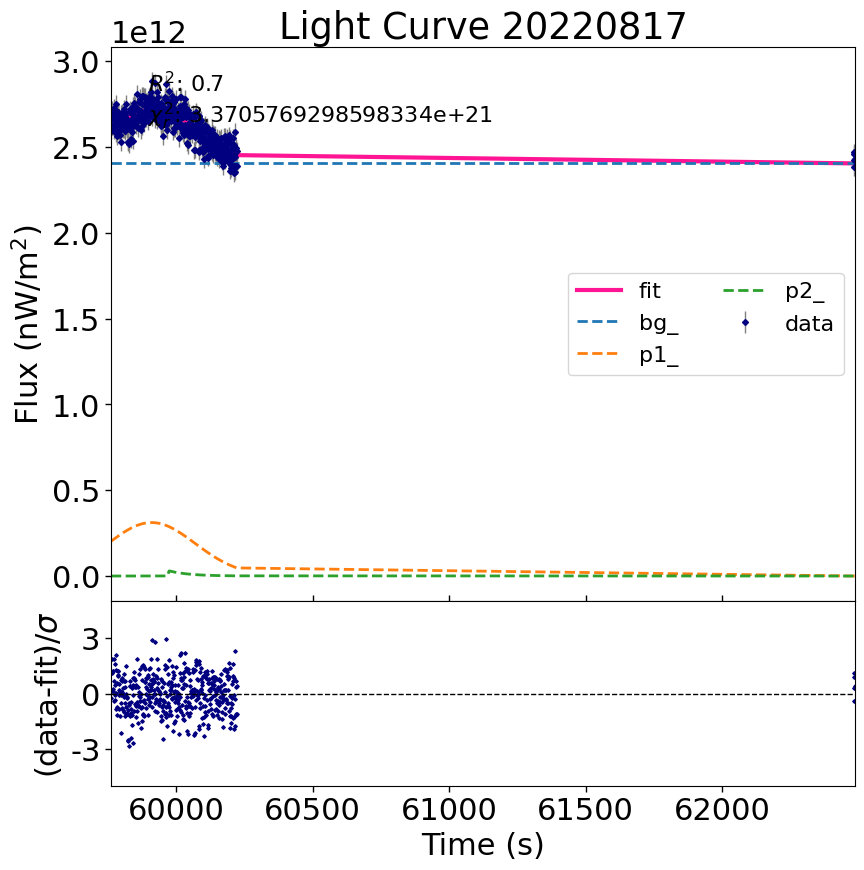 Light Curve 20220817
1e12
R²: 0.7
3.3705769298598334e+21
3.0
2.5
2.0
1.5
1.0
0.5
0.0
Flux (nW/m²)
fit
bg_
p1_
p2_
data
3
0
-3
(data-fit)/σ
60000 60500 61000 61500 62000
Time (s)